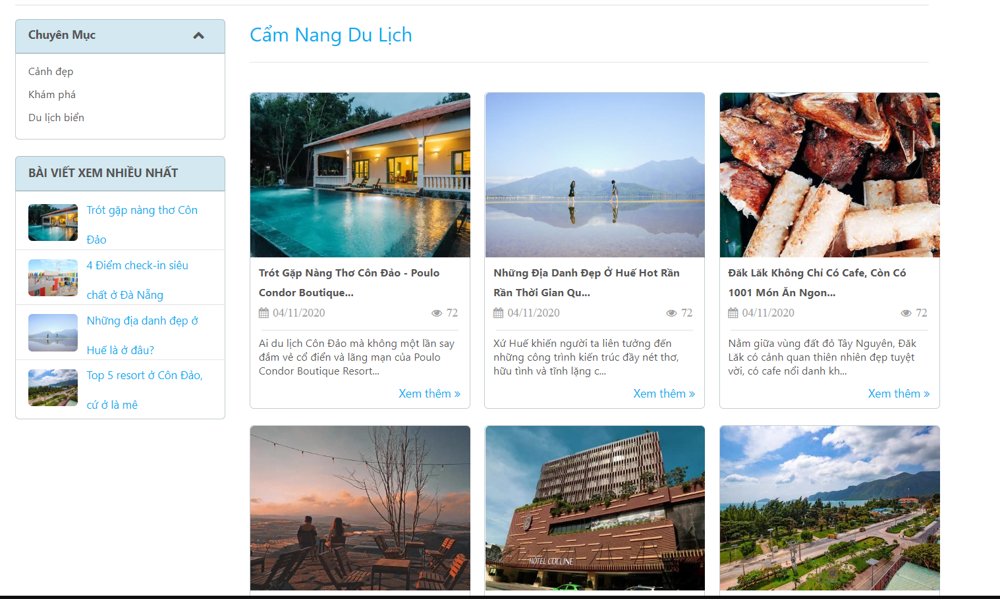 Chuyên Mục
Cảnh đẹp
Khám phá
Du lịch biển
BÀI VIẾT XEM NHIỀU NHẤT
Trót gặp nàng thơ Côn
Đảo
4 Điểm check-in siêu
chất ở Đà Nẵng
Những địa danh đẹp ở
Huế là ở đâu?
Top 5 resort ở Côn Đảo,
cứ ở là mê
Cẩm Nang Du Lịch
Trót Gặp Nàng Thơ Côn Đảo - Poulo
Condor Boutique...
04/11/2020 72
Ai du lịch Côn Đảo mà không một lần say
đắm vẻ cổ điển và lãng mạn của Poulo
Condor Boutique Resort...
Xem thêm »
Những Địa Danh Đẹp Ở Huế Hot Rần
Rần Thời Gian Qu...
04/11/2020 72
Xứ Huế khiến người ta liên tưởng đến
những công trình kiến trúc đầy nét thơ,
hữu tình và tĩnh lặng c...
Xem thêm »
Đăk Lăk Không Chỉ Có Cafe, Còn Có
1001 Món Ăn Ngon...
04/11/2020 72
Nằm giữa vùng đất đỏ Tây Nguyên, Đăk
Lăk có cảnh quan thiên nhiên đẹp tuyệt
vời, có cafe nổi danh kh...
Xem thêm »
HOTEL COLLINE